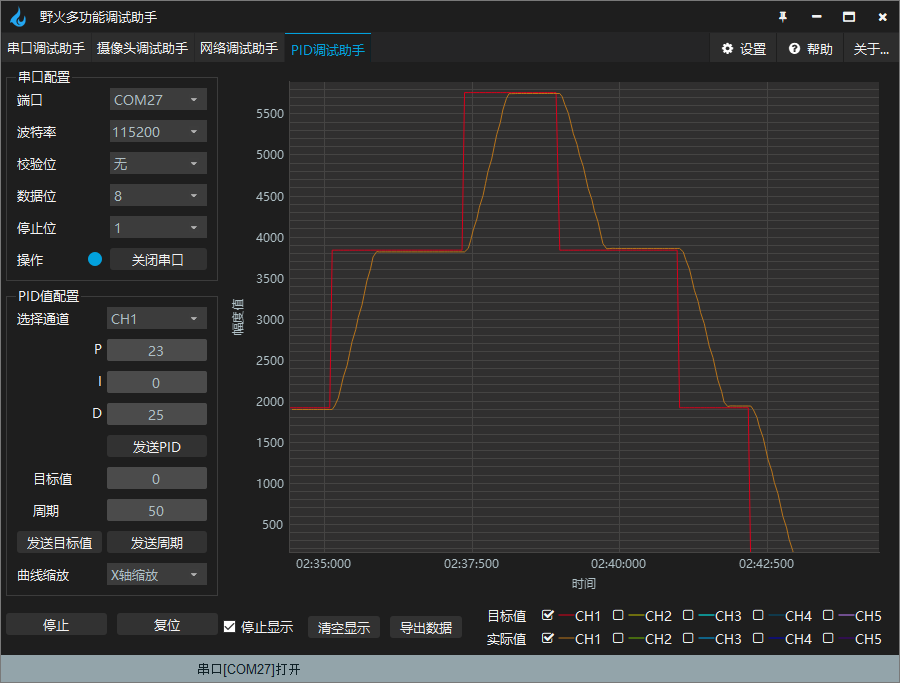 野火多功能调试助手
串口调试助手 摄像头调试助手 网络调试助手 PID调试助手 设置 帮助 关于...
串口配置
端口 COM27
波特率 115200
校验位 无
数据位 8
停止位 1
操作 关闭串口
PID值配置
选择通道 CH1
P 23
I 0
D 25
发送PID
目标值 0
周期 50
发送目标值 发送周期
曲线缩放 X轴缩放
停止 复位 停止显示 清空显示 导出数据
幅度值
5500
5000
4500
4000
3500
3000
2500
2000
1500
1000
500
02:35:000 02:37:500 02:40:000 02:42:500
时间
目标值 CH1 CH2 CH3 CH4 CH5
实际值 CH1 CH2 CH3 CH4 CH5
串口[COM27]打开